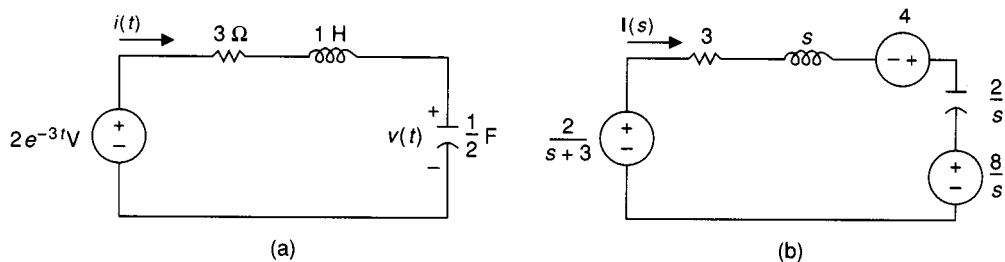 i(t)
3 Ω
1 H
2e^{-3t} V
+
−
+
v(t)
−
1/2 F
(a)
I(s)
3
s
4
− +
2/s
2/(s + 3)
+
−
+
−
8/s
(b)